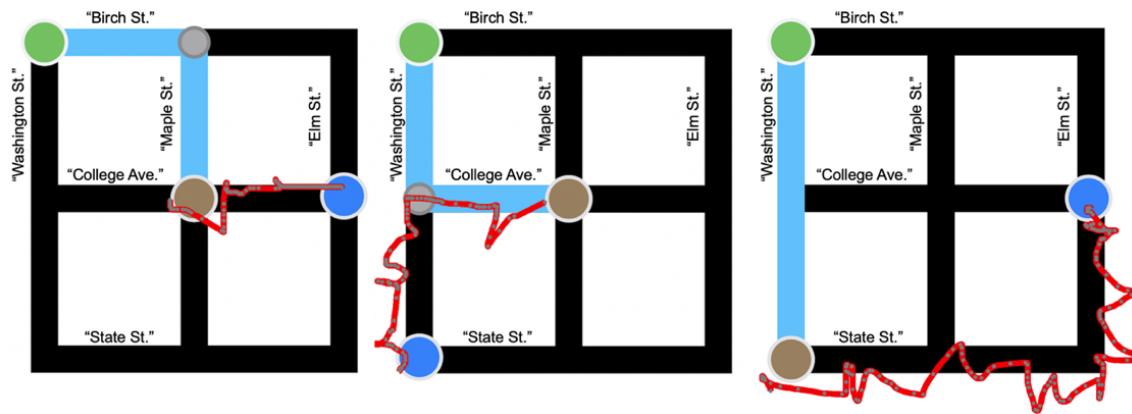 “Birch St.”
“Washington St.”
“Maple St.”
“Elm St.”
“College Ave.”
“State St.”
“Birch St.”
“Washington St.”
“Maple St.”
“Elm St.”
“College Ave.”
“State St.”
“Birch St.”
“Washington St.”
“Maple St.”
“Elm St.”
“College Ave.”
“State St.”